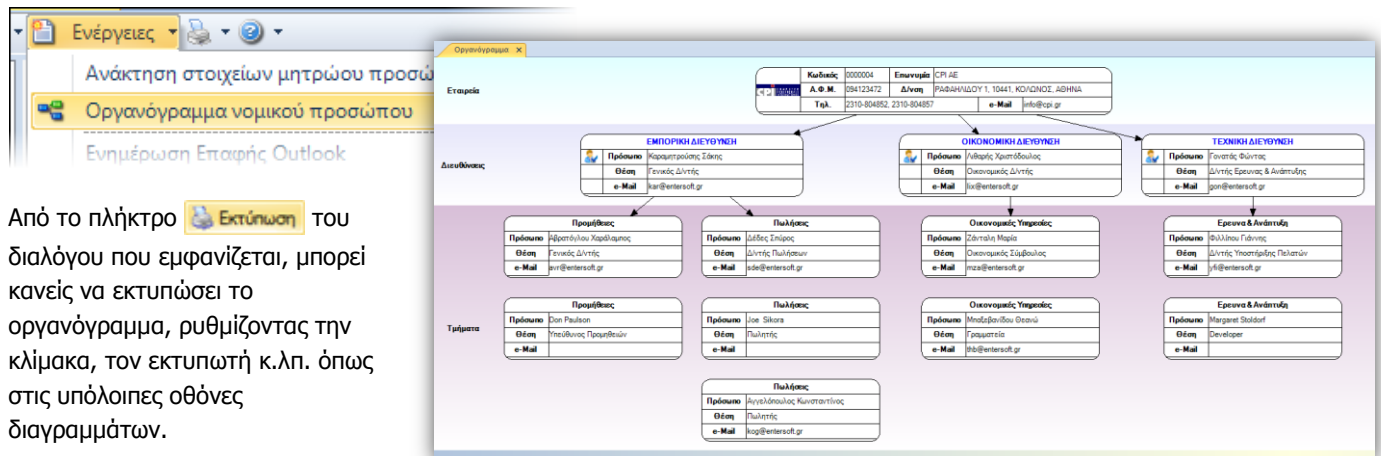 Ενέργειες
Ανάκτηση στοιχείων μητρώου προσώ
Οργανόγραμμα νομικού προσώπου
Ενημέρωση Επαφής Outlook
Από το πλήκτρο Εκτύπωση του
διαλόγου που εμφανίζεται, μπορεί
κανείς να εκτυπώσει το
οργανόγραμμα, ρυθμίζοντας την
κλίμακα, τον εκτυπωτή κ.λπ. όπως
στις υπόλοιπες οθόνες
διαγραμμάτων.
Οργανόγραμμα
Εταιρεία
cpi
Κωδικός 0000004 Επωνυμία CPI AE
Α.Φ.Μ. 094123472 Δ/νση ΡΑΦΑΗΛΙΔΟΥ 1, 10441, ΚΟΛΩΝΟΣ, ΑΘΗΝΑ
Τηλ. 2310-804852, 2310-804857 e-Mail info@cpi.gr
Διευθύνσεις
ΕΜΠΟΡΙΚΗ ΔΙΕΥΘΥΝΣΗ
Πρόσωπο Καραμητρούσης Σάκης
Θέση Γενικός Δ/ντής
e-Mail kar@entersoft.gr
ΟΙΚΟΝΟΜΙΚΗ ΔΙΕΥΘΥΝΣΗ
Πρόσωπο Λιθαρής Χριστόδουλος
Θέση Οικονομικός Δ/ντής
e-Mail lix@entersoft.gr
ΤΕΧΝΙΚΗ ΔΙΕΥΘΥΝΣΗ
Πρόσωπο Γονατάς Φώντας
Θέση Δ/ντής Ερευνας & Ανάπτυξης
e-Mail gon@entersoft.gr
Τμήματα
Προμήθειες
Πρόσωπο Αβρατόγλου Χαράλαμπος
Θέση Γενικός Δ/ντής
e-Mail avr@entersoft.gr
Πωλήσεις
Πρόσωπο Δέδες Σπύρος
Θέση Δ/ντής Πωλήσεων
e-Mail sde@entersoft.gr
Οικονομικές Υπηρεσίες
Πρόσωπο Ζάνταλη Μαρία
Θέση Οικονομικός Σύμβουλος
e-Mail mza@entersoft.gr
Ερευνα & Ανάπτυξη
Πρόσωπο Φιλλίπου Γιάννης
Θέση Δ/ντής Υποστήριξης Πελατών
e-Mail yfi@entersoft.gr
Προμήθειες
Πρόσωπο Don Paulson
Θέση Υπεύθυνος Προμηθειών
e-Mail
Πωλήσεις
Πρόσωπο Joe Sikora
Θέση Πωλητής
e-Mail
Οικονομικές Υπηρεσίες
Πρόσωπο Μποζεβανίδου Θεανώ
Θέση Γραμματεία
e-Mail thb@entersoft.gr
Ερευνα & Ανάπτυξη
Πρόσωπο Margaret Stoldorf
Θέση Developer
e-Mail
Πωλήσεις
Πρόσωπο Αγγελόπουλος Κωνσταντίνος
Θέση Πωλητής
e-Mail kog@entersoft.gr